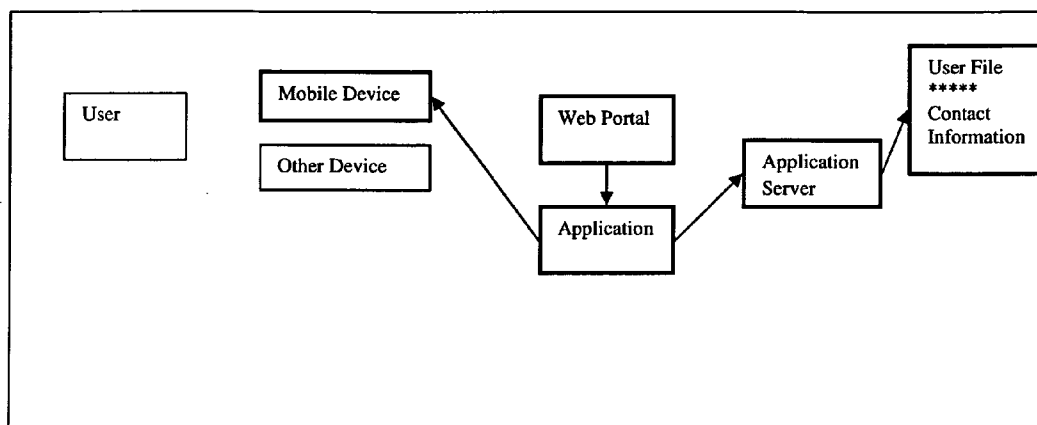 User
Mobile Device
Other Device
Web Portal
Application
Application
Server
User File
*****
Contact
Information